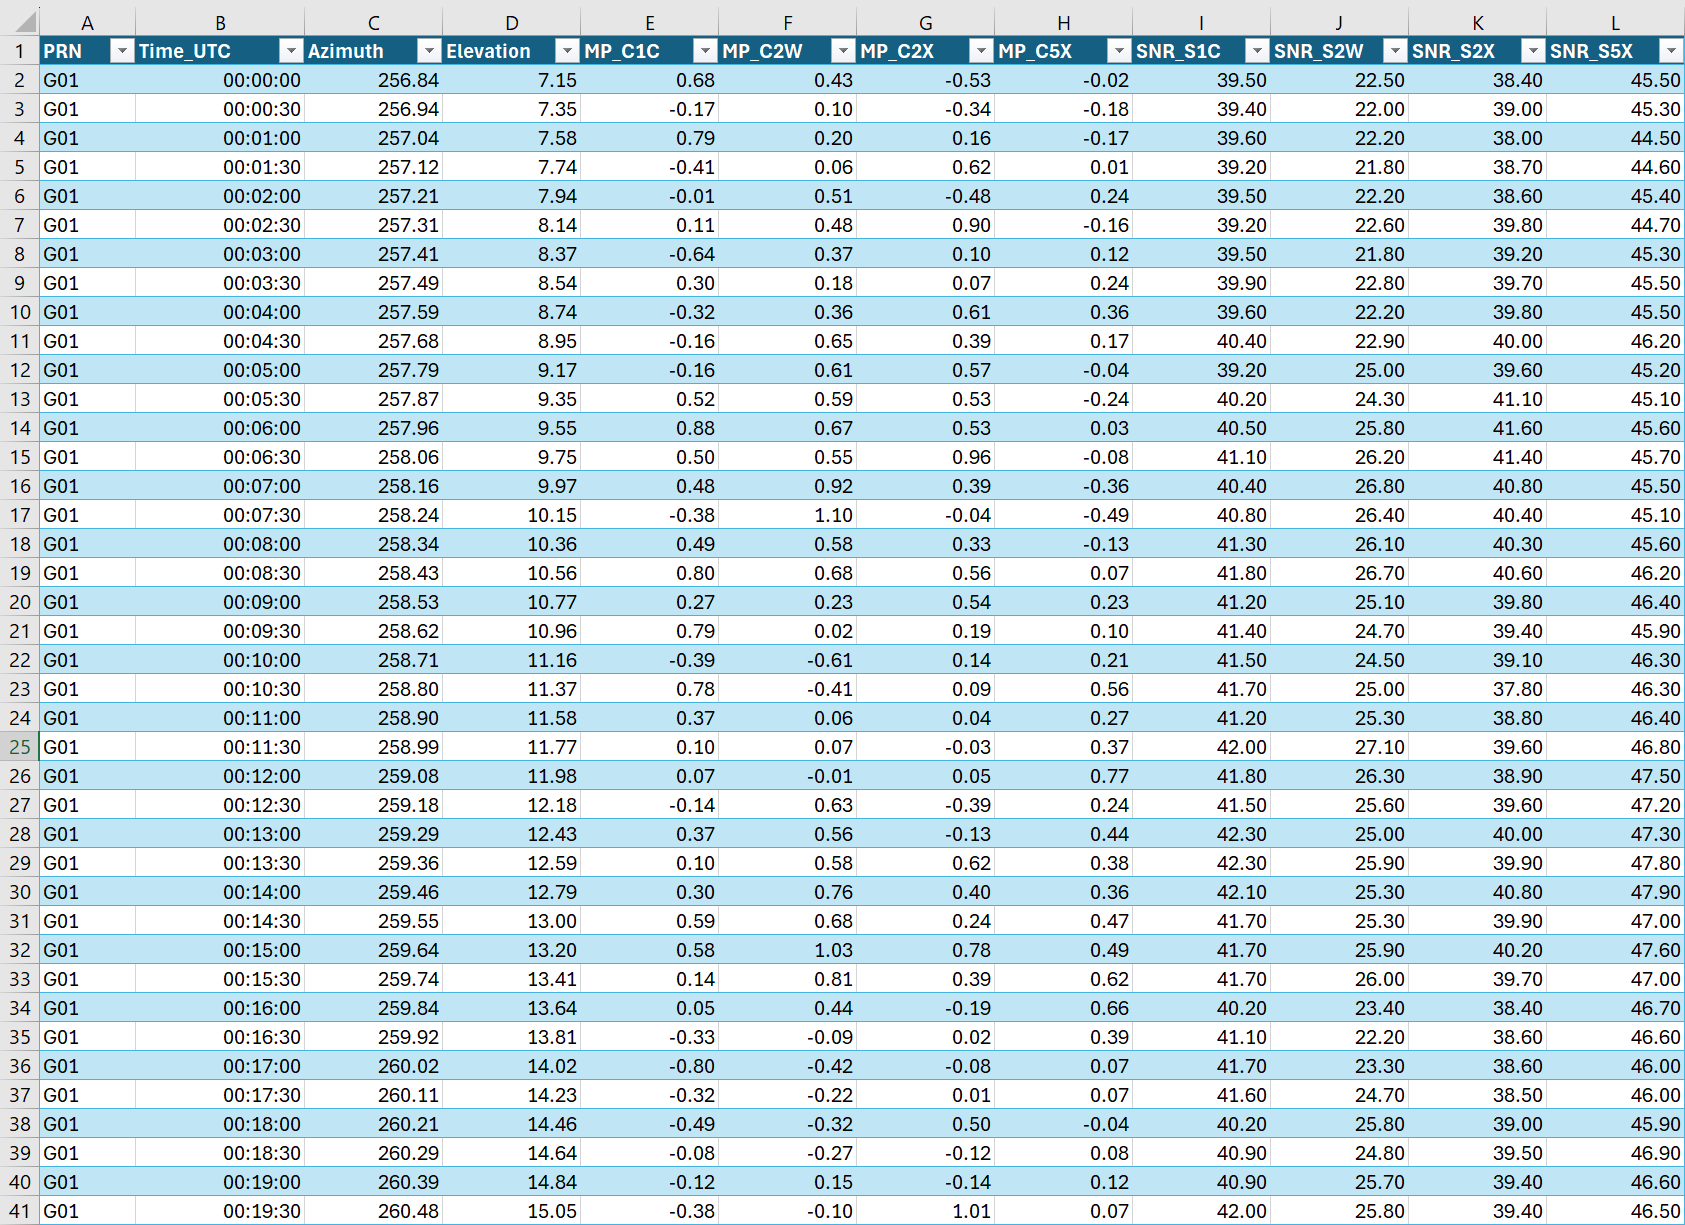 A B C D E F G H I J K L
1 PRN Time_UTC Azimuth Elevation MP_C1C MP_C2W MP_C2X MP_C5X SNR_S1C SNR_S2W SNR_S2X SNR_S5X
2 G01 00:00:00 256.84 7.15 0.68 0.43 -0.53 -0.02 39.50 22.50 38.40 45.50
3 G01 00:00:30 256.94 7.35 -0.17 0.10 -0.34 -0.18 39.40 22.00 39.00 45.30
4 G01 00:01:00 257.04 7.58 0.79 0.20 0.16 -0.17 39.60 22.20 38.00 44.50
5 G01 00:01:30 257.12 7.74 -0.41 0.06 0.62 0.01 39.20 21.80 38.70 44.60
6 G01 00:02:00 257.21 7.94 -0.01 0.51 -0.48 0.24 39.50 22.20 38.60 45.40
7 G01 00:02:30 257.31 8.14 0.11 0.48 0.90 -0.16 39.20 22.60 39.80 44.70
8 G01 00:03:00 257.41 8.37 -0.64 0.37 0.10 0.12 39.50 21.80 39.20 45.30
9 G01 00:03:30 257.49 8.54 0.30 0.18 0.07 0.24 39.90 22.80 39.70 45.50
10 G01 00:04:00 257.59 8.74 -0.32 0.36 0.61 0.36 39.60 22.20 39.80 45.50
11 G01 00:04:30 257.68 8.95 -0.16 0.65 0.39 0.17 40.40 22.90 40.00 46.20
12 G01 00:05:00 257.79 9.17 -0.16 0.61 0.57 -0.04 39.20 25.00 39.60 45.20
13 G01 00:05:30 257.87 9.35 0.52 0.59 0.53 -0.24 40.20 24.30 41.10 45.10
14 G01 00:06:00 257.96 9.55 0.88 0.67 0.53 0.03 40.50 25.80 41.60 45.60
15 G01 00:06:30 258.06 9.75 0.50 0.55 0.96 -0.08 41.10 26.20 41.40 45.70
16 G01 00:07:00 258.16 9.97 0.48 0.92 0.39 -0.36 40.40 26.80 40.80 45.50
17 G01 00:07:30 258.24 10.15 -0.38 1.10 -0.04 -0.49 40.80 26.40 40.40 45.10
18 G01 00:08:00 258.34 10.36 0.49 0.58 0.33 -0.13 41.30 26.10 40.30 45.60
19 G01 00:08:30 258.43 10.56 0.80 0.68 0.56 0.07 41.80 26.70 40.60 46.20
20 G01 00:09:00 258.53 10.77 0.27 0.23 0.54 0.23 41.20 25.10 39.80 46.40
21 G01 00:09:30 258.62 10.96 0.79 0.02 0.19 0.10 41.40 24.70 39.40 45.90
22 G01 00:10:00 258.71 11.16 -0.39 -0.61 0.14 0.21 41.50 24.50 39.10 46.30
23 G01 00:10:30 258.80 11.37 0.78 -0.41 0.09 0.56 41.70 25.00 37.80 46.30
24 G01 00:11:00 258.90 11.58 0.37 0.06 0.04 0.27 41.20 25.30 38.80 46.40
25 G01 00:11:30 258.99 11.77 0.10 0.07 -0.03 0.37 42.00 27.10 39.60 46.80
26 G01 00:12:00 259.08 11.98 0.07 -0.01 0.05 0.77 41.80 26.30 38.90 47.50
27 G01 00:12:30 259.18 12.18 -0.14 0.63 -0.39 0.24 41.50 25.60 39.60 47.20
28 G01 00:13:00 259.29 12.43 0.37 0.56 -0.13 0.44 42.30 25.00 40.00 47.30
29 G01 00:13:30 259.36 12.59 0.10 0.58 0.62 0.38 42.30 25.90 39.90 47.80
30 G01 00:14:00 259.46 12.79 0.30 0.76 0.40 0.36 42.10 25.30 40.80 47.90
31 G01 00:14:30 259.55 13.00 0.59 0.68 0.24 0.47 41.70 25.30 39.90 47.00
32 G01 00:15:00 259.64 13.20 0.58 1.03 0.78 0.49 41.70 25.90 40.20 47.60
33 G01 00:15:30 259.74 13.41 0.14 0.81 0.39 0.62 41.70 26.00 39.70 47.00
34 G01 00:16:00 259.84 13.64 0.05 0.44 -0.19 0.66 40.20 23.40 38.40 46.70
35 G01 00:16:30 259.92 13.81 -0.33 -0.09 0.02 0.39 41.10 22.20 38.60 46.60
36 G01 00:17:00 260.02 14.02 -0.80 -0.42 -0.08 0.07 41.70 23.30 38.60 46.00
37 G01 00:17:30 260.11 14.23 -0.32 -0.22 0.01 0.07 41.60 24.70 38.50 46.00
38 G01 00:18:00 260.21 14.46 -0.49 -0.32 0.50 -0.04 40.20 25.80 39.00 45.90
39 G01 00:18:30 260.29 14.64 -0.08 -0.27 -0.12 0.08 40.90 24.80 39.50 46.90
40 G01 00:19:00 260.39 14.84 -0.12 0.15 -0.14 0.12 40.90 25.70 39.40 46.60
41 G01 00:19:30 260.48 15.05 -0.38 -0.10 1.01 0.07 42.00 25.80 39.40 46.50